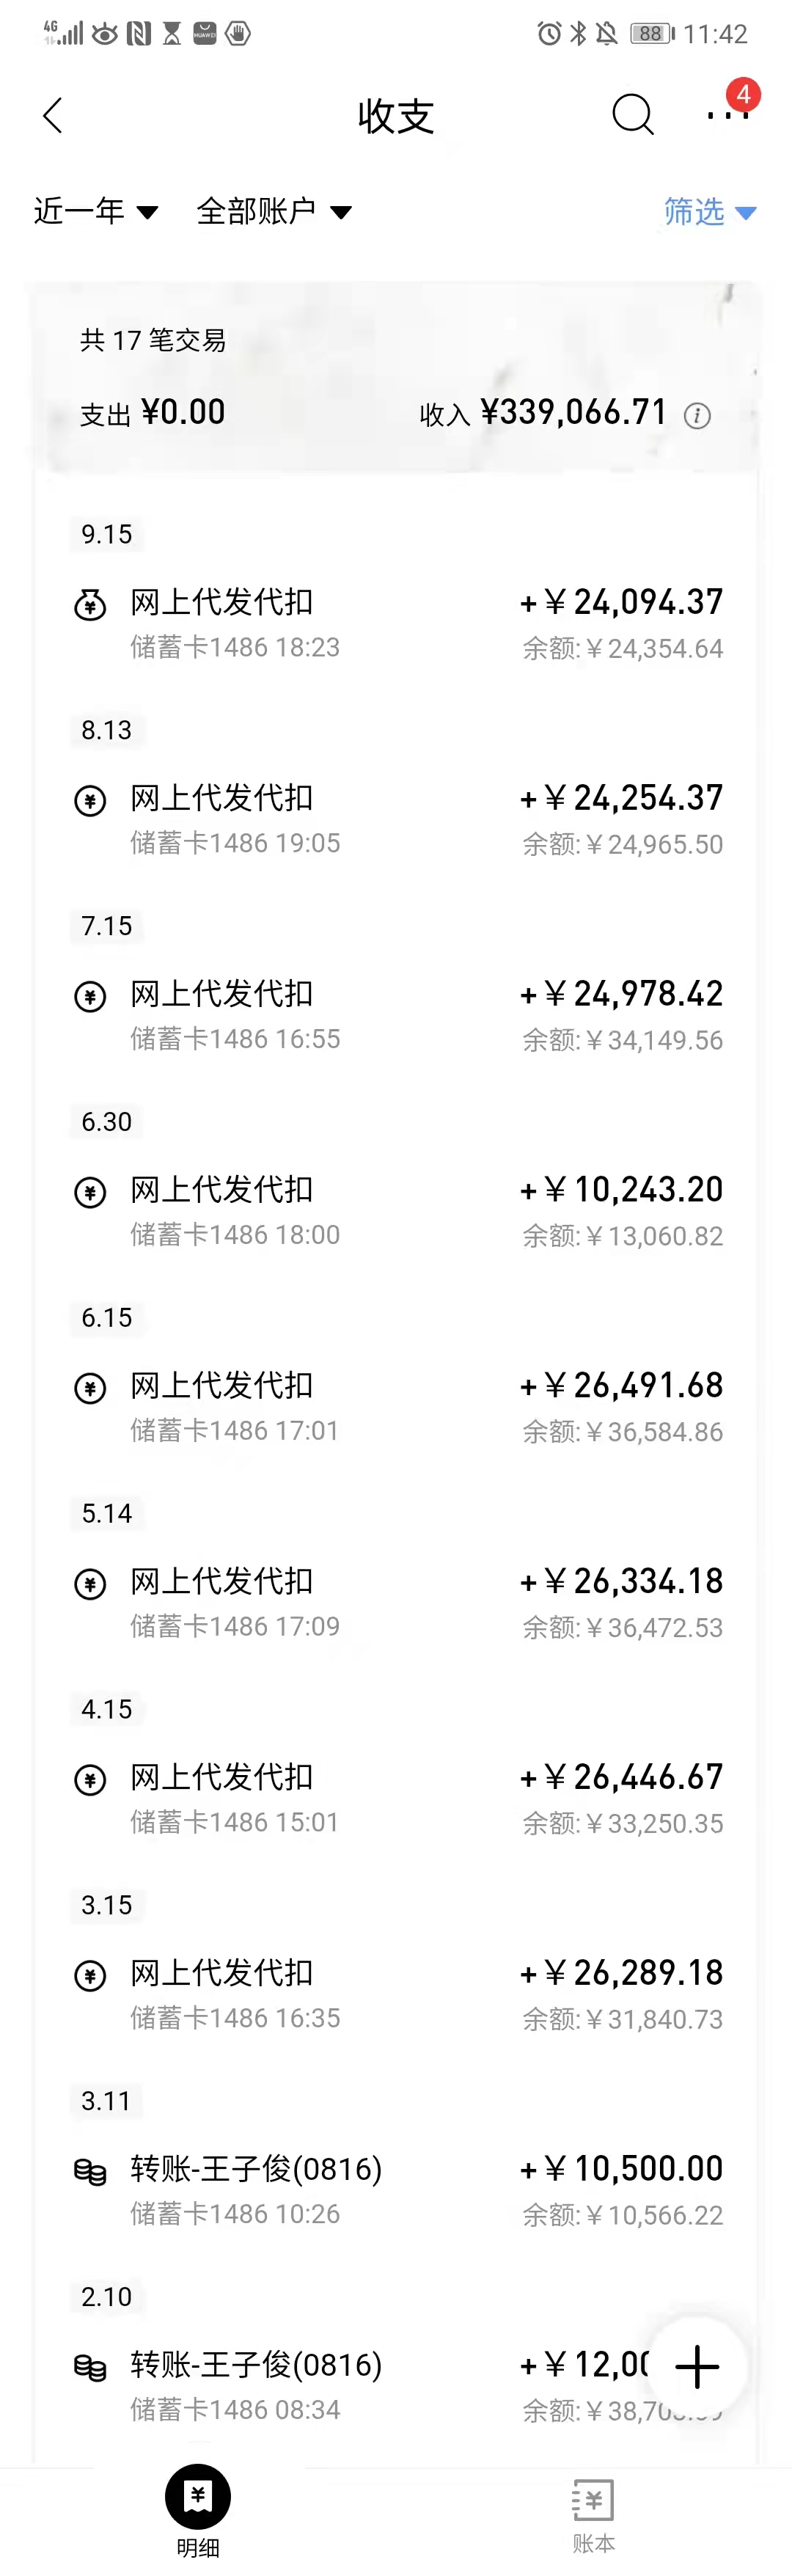 4G 88 11:42
收支 4
近一年 全部账户 筛选
共 17 笔交易
支出 ¥0.00 收入 ¥339,066.71
9.15
网上代发代扣 +￥24,094.37
储蓄卡1486 18:23 余额:￥24,354.64
8.13
网上代发代扣 +￥24,254.37
储蓄卡1486 19:05 余额:￥24,965.50
7.15
网上代发代扣 +￥24,978.42
储蓄卡1486 16:55 余额:￥34,149.56
6.30
网上代发代扣 +￥10,243.20
储蓄卡1486 18:00 余额:￥13,060.82
6.15
网上代发代扣 +￥26,491.68
储蓄卡1486 17:01 余额:￥36,584.86
5.14
网上代发代扣 +￥26,334.18
储蓄卡1486 17:09 余额:￥36,472.53
4.15
网上代发代扣 +￥26,446.67
储蓄卡1486 15:01 余额:￥33,250.35
3.15
网上代发代扣 +￥26,289.18
储蓄卡1486 16:35 余额:￥31,840.73
3.11
转账-王子俊(0816) +￥10,500.00
储蓄卡1486 10:26 余额:￥10,566.22
2.10
转账-王子俊(0816)
储蓄卡1486 08:34 余额:
明细 账本